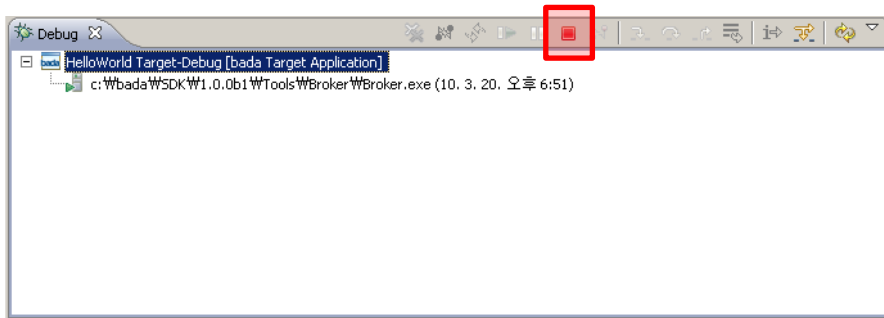 Debug
bada HelloWorld Target-Debug [bada Target Application]
c:₩bada₩SDK₩1.0.0b1₩Tools₩Broker₩Broker.exe (10. 3. 20. 오후 6:51)